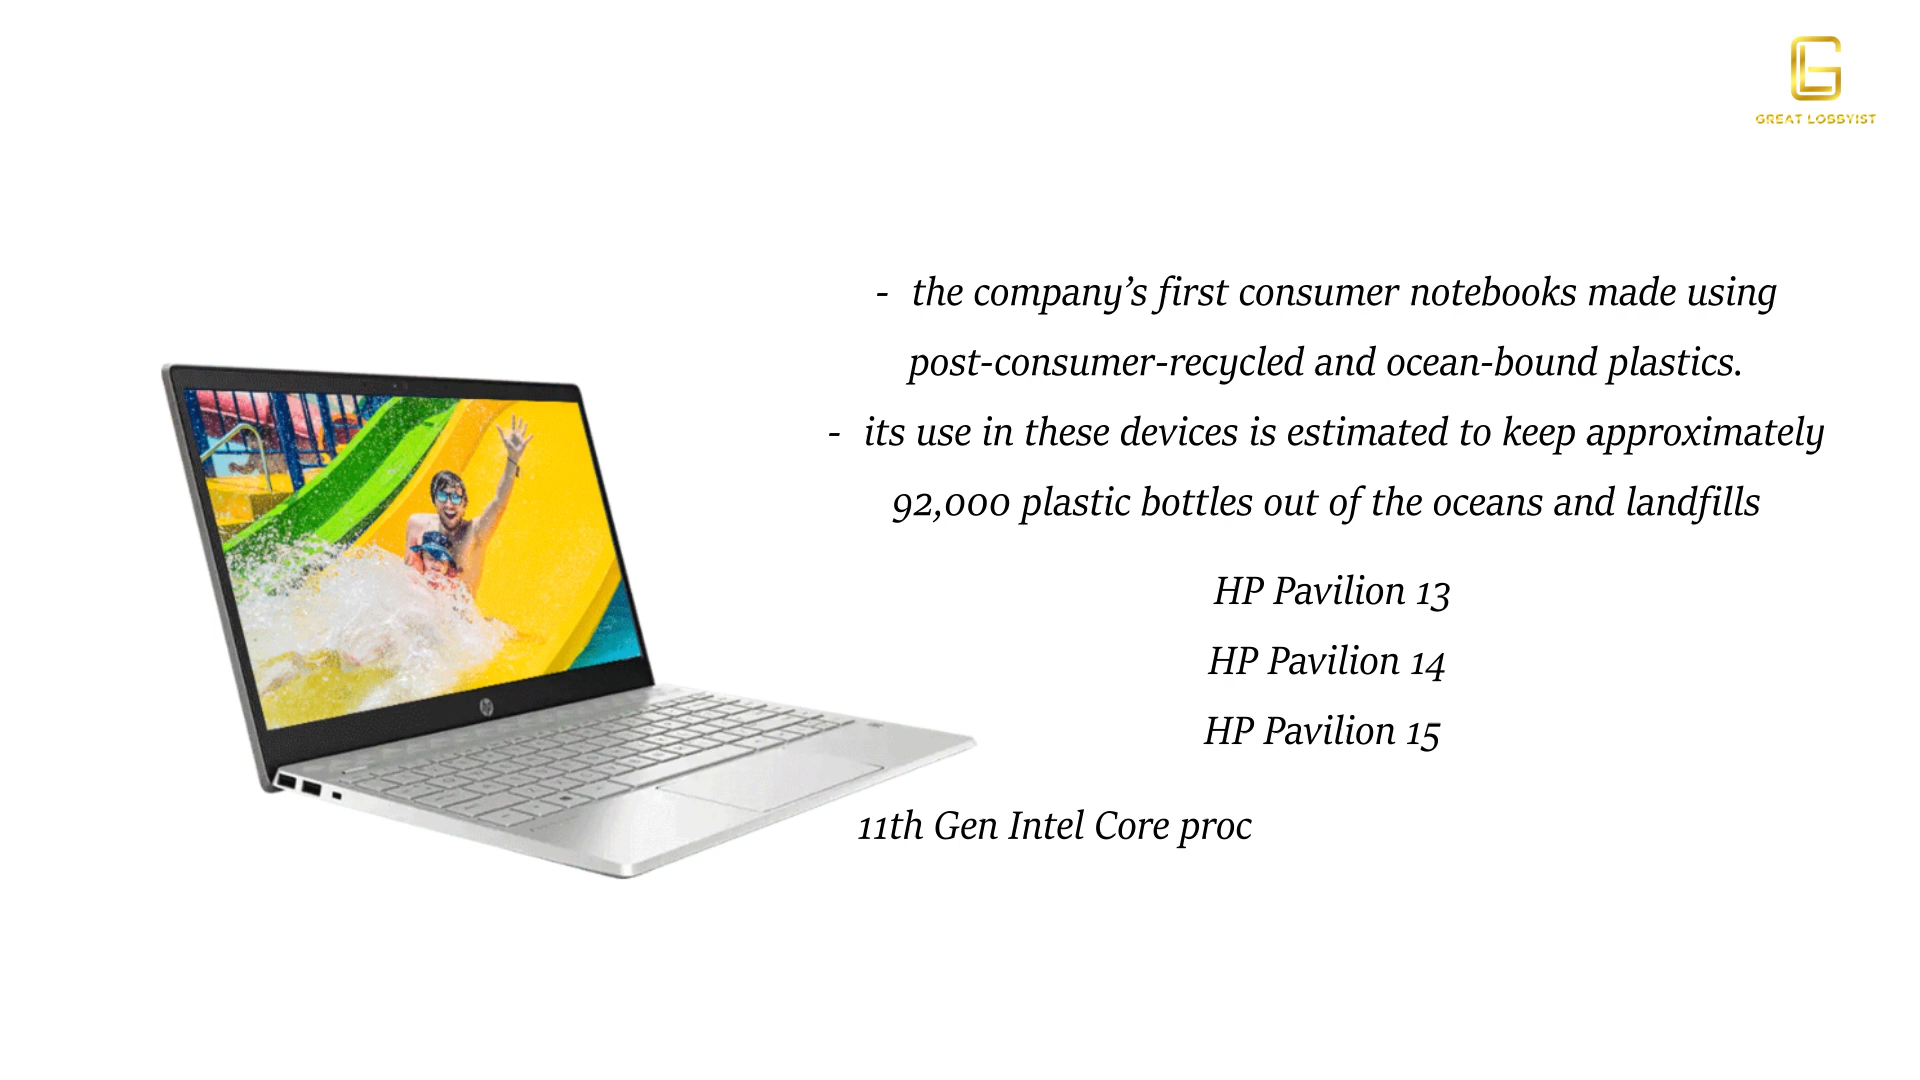 GREAT LOBBYIST
- the company’s first consumer notebooks made using
post-consumer-recycled and ocean-bound plastics.
- its use in these devices is estimated to keep approximately
92,000 plastic bottles out of the oceans and landfills
HP Pavilion 13
HP Pavilion 14
HP Pavilion 15
11th Gen Intel Core proc
hp